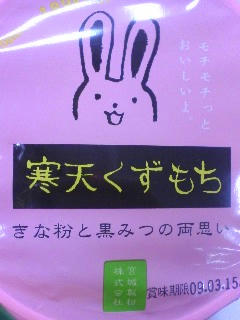 モチモチっと
おいしいよ。
寒天くずもち
きな粉と黒みつの両思い
宮城製粉
株式会社
賞味期限09.03.15